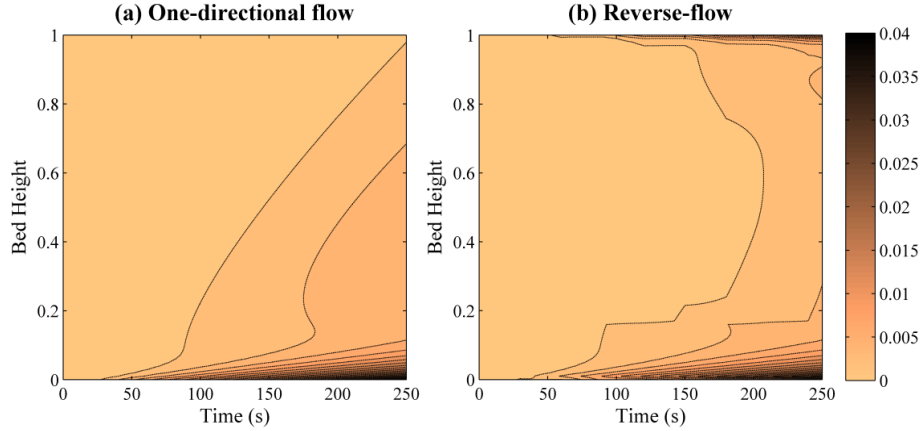 (a) One-directional flow
(b) Reverse-flow
1
0.8
0.6
0.4
0.2
0
Bed Height
0 50 100 150 200 250
Time (s)
1
0.8
0.6
0.4
0.2
0
Bed Height
0 50 100 150 200 250
Time (s)
0.04
0.035
0.03
0.025
0.02
0.015
0.01
0.005
0